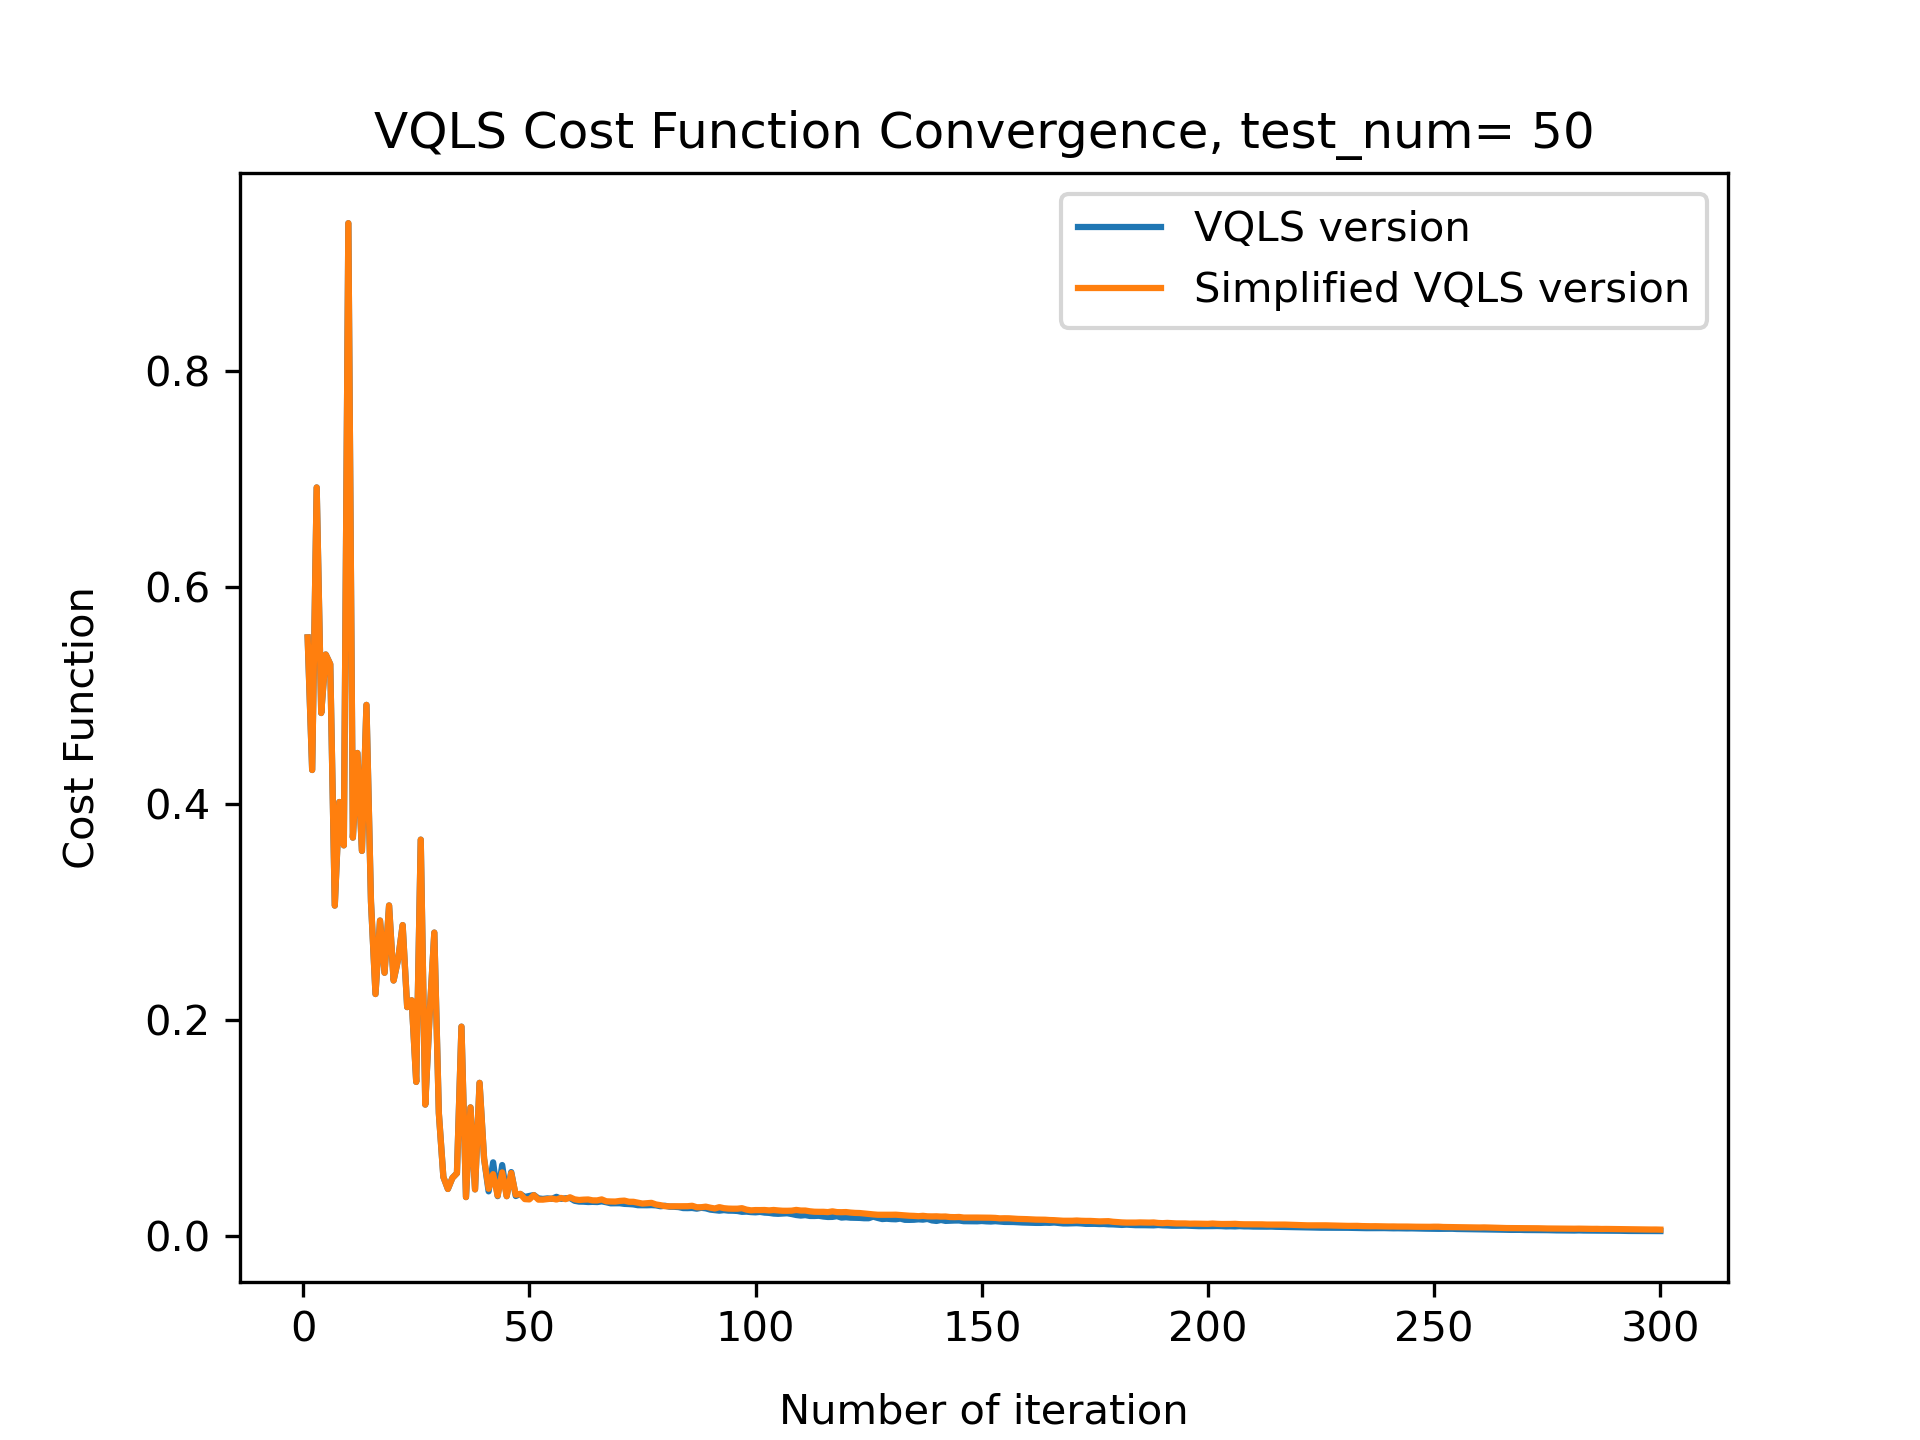 VQLS Cost Function Convergence, test_num= 50
VQLS version
Simplified VQLS version
0.8
0.6
0.4
0.2
0.0
Cost Function
0 50 100 150 200 250 300
Number of iteration